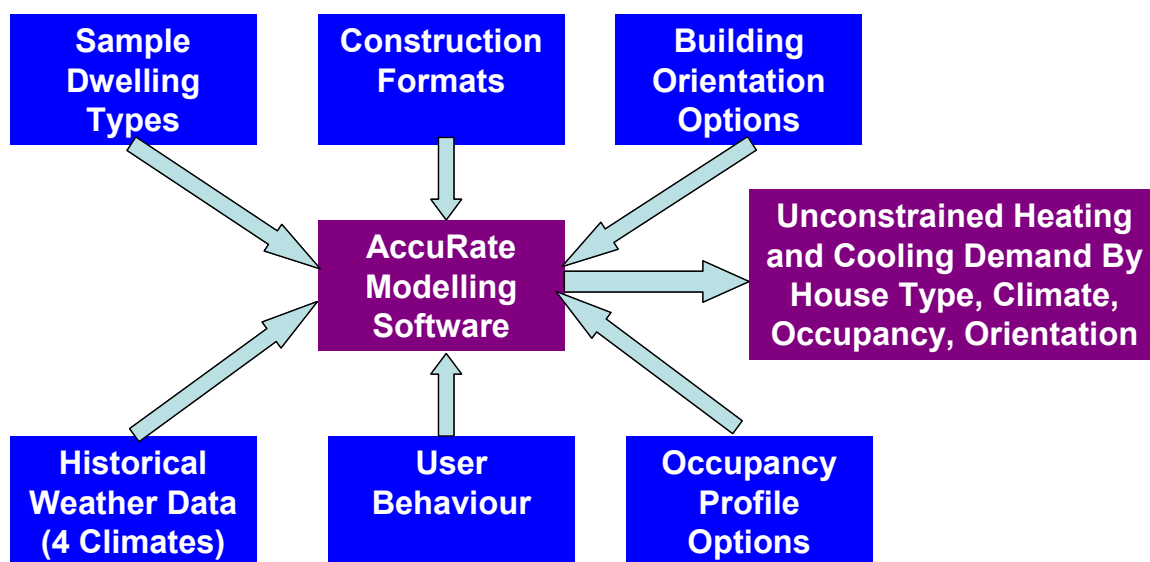 Sample
Dwelling
Types
Construction
Formats
Building
Orientation
Options
AccuRate
Modelling
Software
Unconstrained Heating
and Cooling Demand By
House Type, Climate,
Occupancy, Orientation
Historical
Weather Data
(4 Climates)
User
Behaviour
Occupancy
Profile
Options